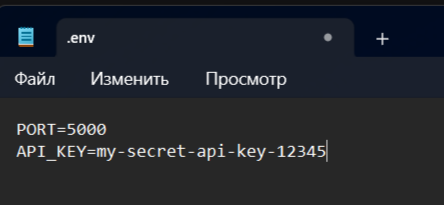 .env
Файл Изменить Просмотр
PORT=5000
API_KEY=my-secret-api-key-12345